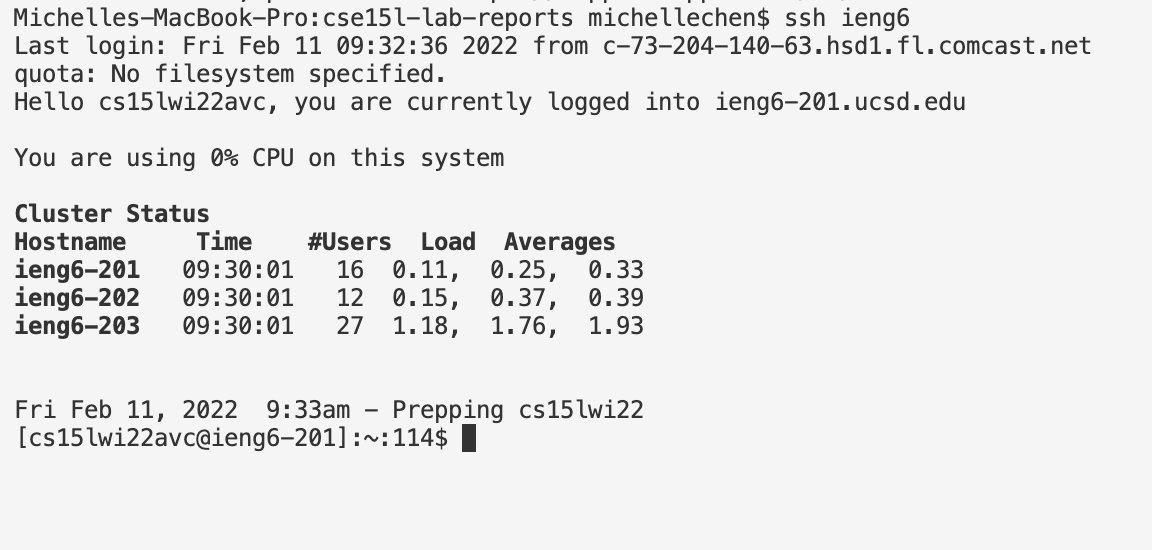 Michelles-MacBook-Pro:cse15l-lab-reports michellechen$ ssh ieng6
Last login: Fri Feb 11 09:32:36 2022 from c-73-204-140-63.hsd1.fl.comcast.net
quota: No filesystem specified.
Hello cs15lwi22avc, you are currently logged into ieng6-201.ucsd.edu

You are using 0% CPU on this system

Cluster Status
Hostname     Time    #Users  Load  Averages
ieng6-201   09:30:01   16  0.11,  0.25,  0.33
ieng6-202   09:30:01   12  0.15,  0.37,  0.39
ieng6-203   09:30:01   27  1.18,  1.76,  1.93

Fri Feb 11, 2022  9:33am - Prepping cs15lwi22
[cs15lwi22avc@ieng6-201]:~:114$